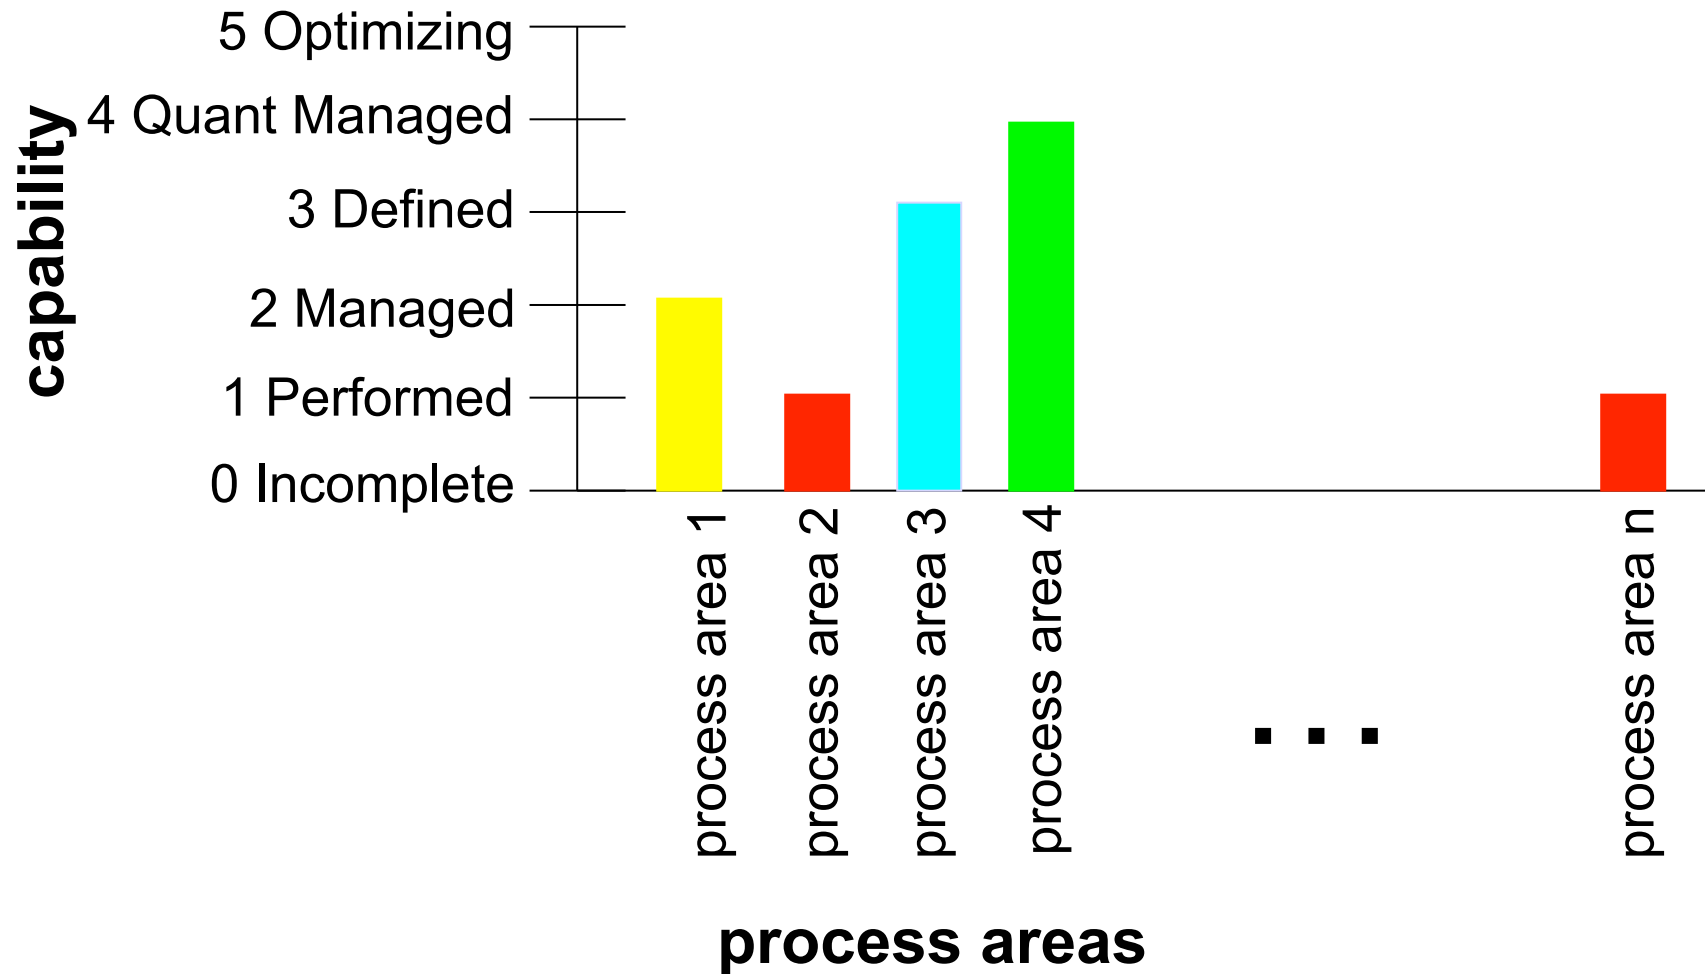 capability
5 Optimizing
4 Quant Managed
3 Defined
2 Managed
1 Performed
0 Incomplete
process area 1
process area 2
process area 3
process area 4
...
process area n
process areas